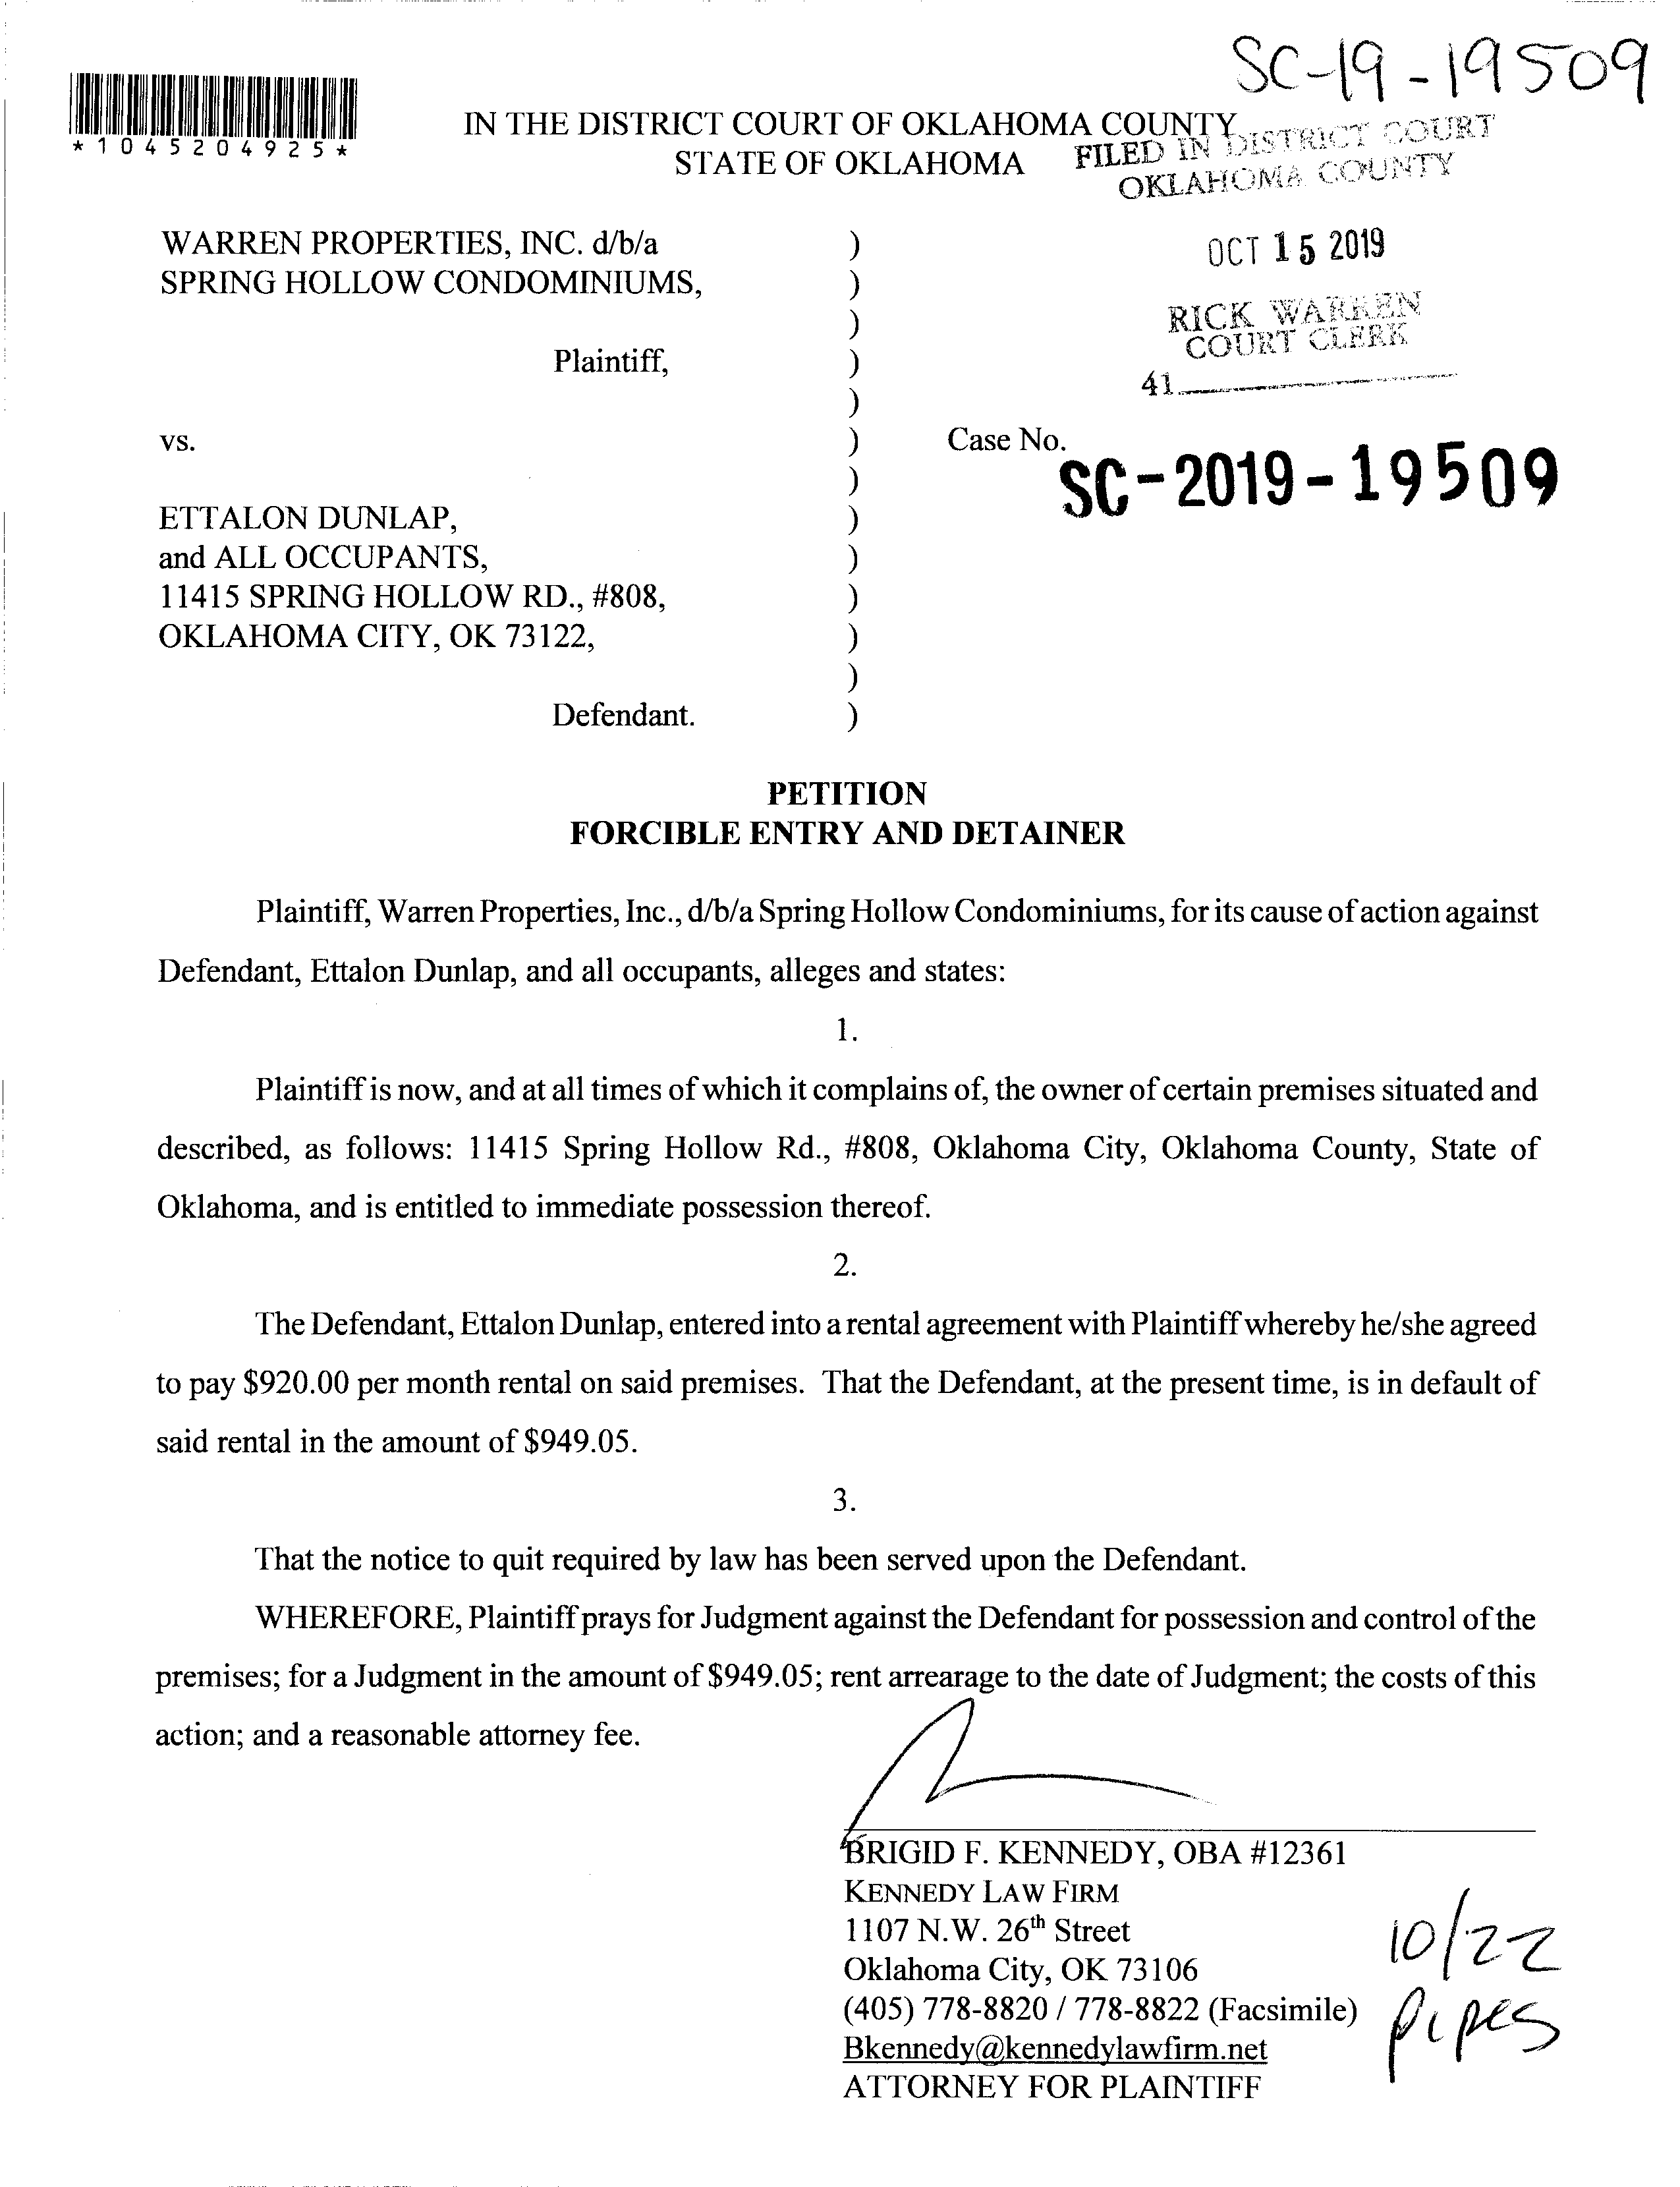 SC-19-19509
*1045204925*
IN THE DISTRICT COURT OF OKLAHOMA COUNTY
STATE OF OKLAHOMA
FILED IN DISTRICT COURT
OKLAHOMA COUNTY
OCT 15 2019
RICK WARREN
COURT CLERK
41
WARREN PROPERTIES, INC. d/b/a )
SPRING HOLLOW CONDOMINIUMS, )
)
Plaintiff, )
)
vs. ) Case No. SC-2019-19509
)
ETTALON DUNLAP, )
and ALL OCCUPANTS, )
11415 SPRING HOLLOW RD., #808, )
OKLAHOMA CITY, OK 73122, )
)
Defendant. )
PETITION
FORCIBLE ENTRY AND DETAINER
Plaintiff, Warren Properties, Inc., d/b/a Spring Hollow Condominiums, for its cause of action against
Defendant, Ettalon Dunlap, and all occupants, alleges and states:
1.
Plaintiff is now, and at all times of which it complains of, the owner of certain premises situated and
described, as follows: 11415 Spring Hollow Rd., #808, Oklahoma City, Oklahoma County, State of
Oklahoma, and is entitled to immediate possession thereof.
2.
The Defendant, Ettalon Dunlap, entered into a rental agreement with Plaintiff whereby he/she agreed
to pay $920.00 per month rental on said premises. That the Defendant, at the present time, is in default of
said rental in the amount of $949.05.
3.
That the notice to quit required by law has been served upon the Defendant.
WHEREFORE, Plaintiff prays for Judgment against the Defendant for possession and control of the
premises; for a Judgment in the amount of $949.05; rent arrearage to the date of Judgment; the costs of this
action; and a reasonable attorney fee.
BRIGID F. KENNEDY, OBA #12361
KENNEDY LAW FIRM
1107 N.W. 26th Street
Oklahoma City, OK 73106
(405) 778-8820 / 778-8822 (Facsimile)
Bkennedy@kennedylawfirm.net
ATTORNEY FOR PLAINTIFF
10/22
Pipes